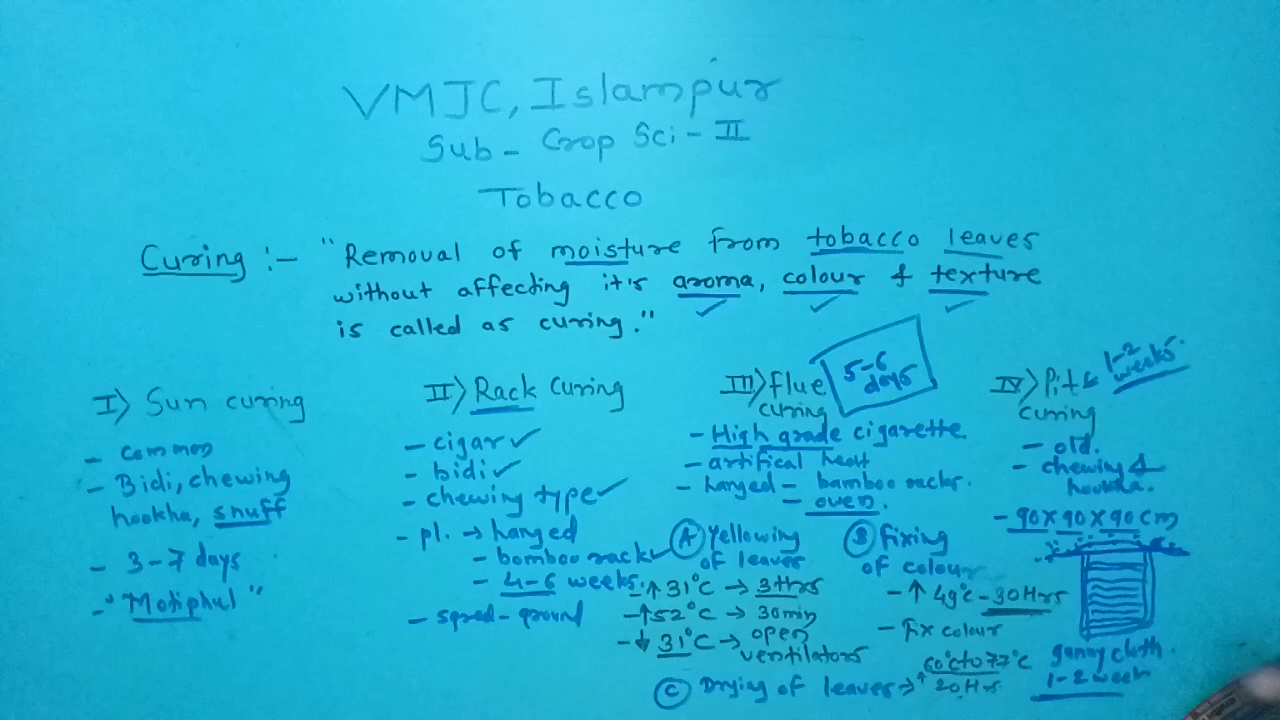 VMJC, Islampur
Sub - Crop Sci - II
Tobacco
Curing :- "Removal of moisture from tobacco leaves
without affecting it's aroma, colour & texture
is called as curing."
I> Sun curing
- common
- Bidi, chewing
hookha, snuff
- 3-7 days
- "Motiphul"
II> Rack curing
- cigar ✓
- bidi ✓
- chewing type ✓
- pl. → hanged
- bomboo rack ✓
- 4-6 weeks.
- spred - ground
III> flue
curing
5-6
days
- High grade cigarette.
- artifical heat
- hanged - bamboo racks.
- oven.
(A) Yellowing
of leaves
- ↑ 31°C → 3 Hrs
- ↑ 52°C → 30 min
- ↓ 31°C → open
ventilators
(B) Fixing
of colour
- ↑ 49°c - 30 Hrs
- fix colour
(C) Drying of leaves → ↑ 60°c to 77°c
20 Hrs
IV> Pit
curing
1-2
weeks.
- old.
- chewing &
hookha.
- 90 x 90 x 90 cm
gunny cloth.
1-2 week